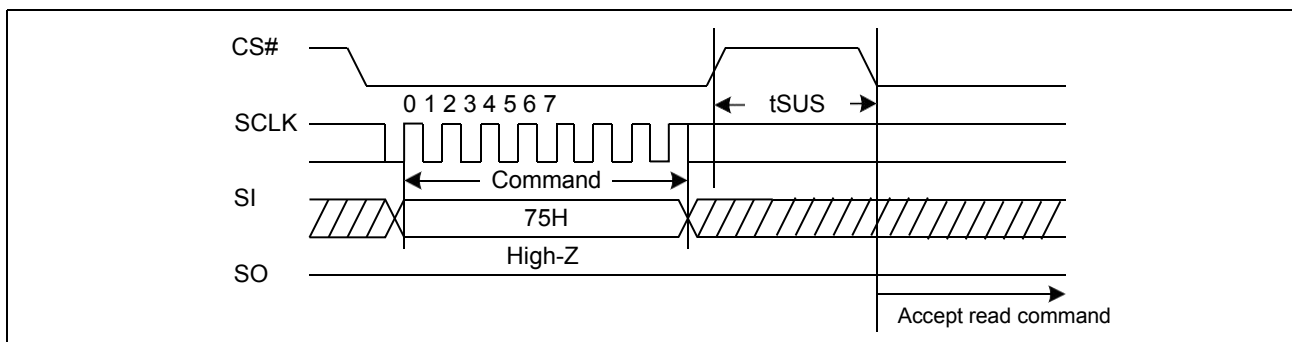 CS#
0 1 2 3 4 5 6 7
tSUS
SCLK
Command
SI
75H
High-Z
SO
Accept read command